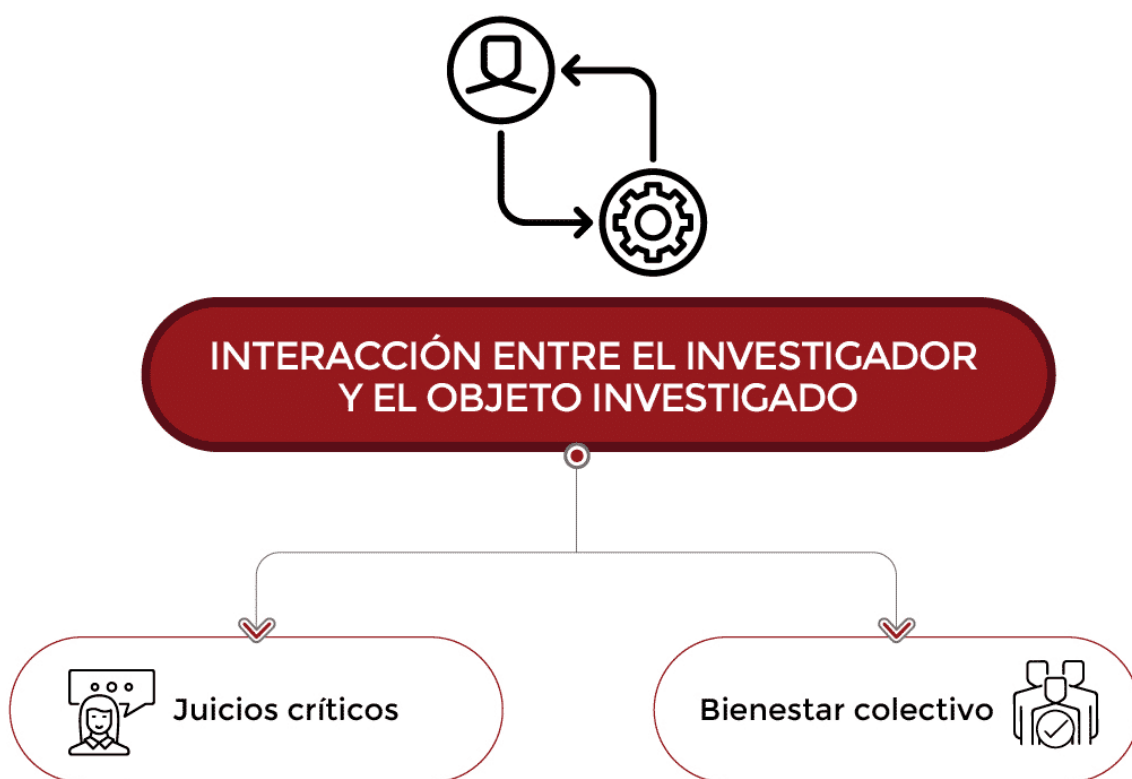 INTERACCIÓN ENTRE EL INVESTIGADOR
Y EL OBJETO INVESTIGADO
Juicios críticos
Bienestar colectivo